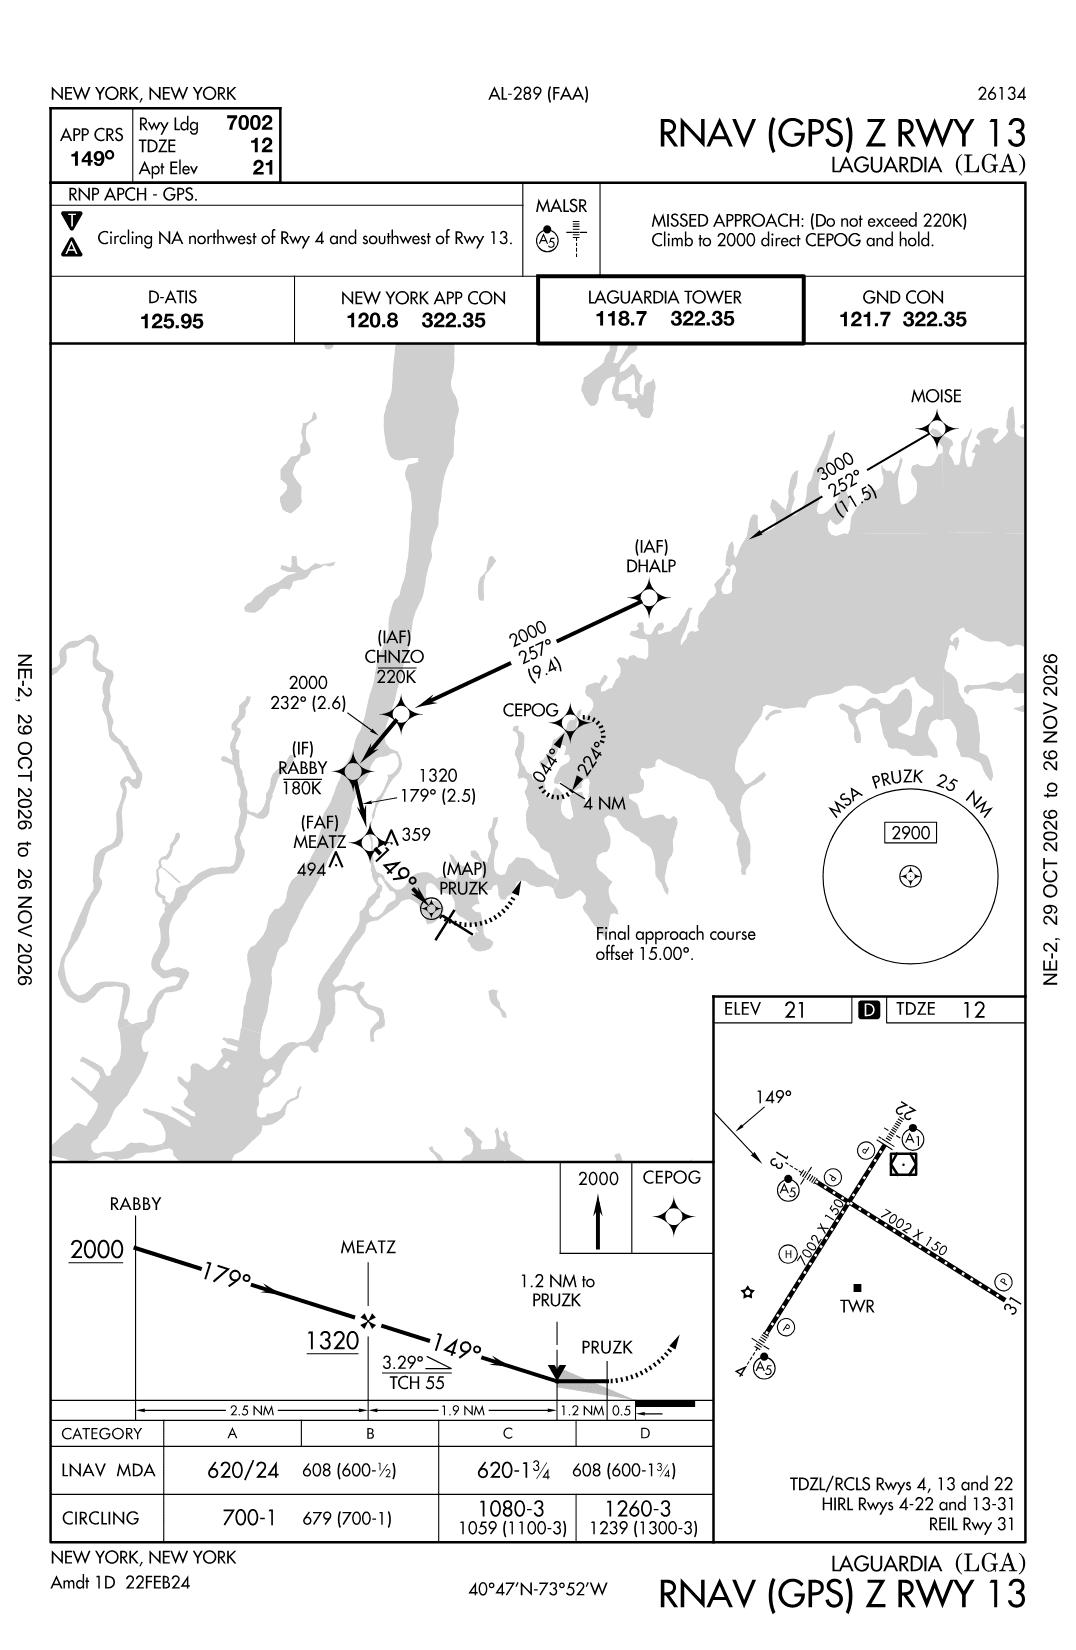 NEW YORK, NEW YORK
AL-289 (FAA)
26134
APP CRS
149°
Rwy Ldg 7002
TDZE 12
Apt Elev 21
RNAV (GPS) Z RWY 13
LAGUARDIA (LGA)
RNP APCH - GPS.
T
A
Circling NA northwest of Rwy 4 and southwest of Rwy 13.
MALSR
A5
MISSED APPROACH: (Do not exceed 220K)
Climb to 2000 direct CEPOG and hold.
D-ATIS
125.95
NEW YORK APP CON
120.8 322.35
LAGUARDIA TOWER
118.7 322.35
GND CON
121.7 322.35
MOISE
3000
252°
(11.5)
(IAF)
DHALP
2000
257°
(9.4)
(IAF)
CHNZO
220K
2000
232° (2.6)
CEPOG
044°
224°
4 NM
(IF)
RABBY
180K
1320
179° (2.5)
(FAF)
MEATZ
359
494
149°
(MAP)
PRUZK
MSA PRUZK 25 NM
2900
Final approach course
offset 15.00°.
NE-2, 29 OCT 2026 to 26 NOV 2026
NE-2, 29 OCT 2026 to 26 NOV 2026
ELEV 21
D
TDZE 12
149°
22
A1
P
13
A5
P
7002 X 150
7002 X 150
H
P
31
TWR
P
4
A5
TDZL/RCLS Rwys 4, 13 and 22
HIRL Rwys 4-22 and 13-31
REIL Rwy 31
2000
CEPOG
RABBY
2000
179°
MEATZ
1320
149°
3.29°
TCH 55
1.2 NM to
PRUZK
PRUZK
2.5 NM
1.9 NM
1.2 NM
0.5
CATEGORY A B C D
LNAV MDA 620/24 608 (600-½) 620-1¾ 608 (600-1¾)
CIRCLING 700-1 679 (700-1) 1080-3 1260-3
1059 (1100-3) 1239 (1300-3)
NEW YORK, NEW YORK
Amdt 1D 22FEB24
40°47'N-73°52'W
LAGUARDIA (LGA)
RNAV (GPS) Z RWY 13